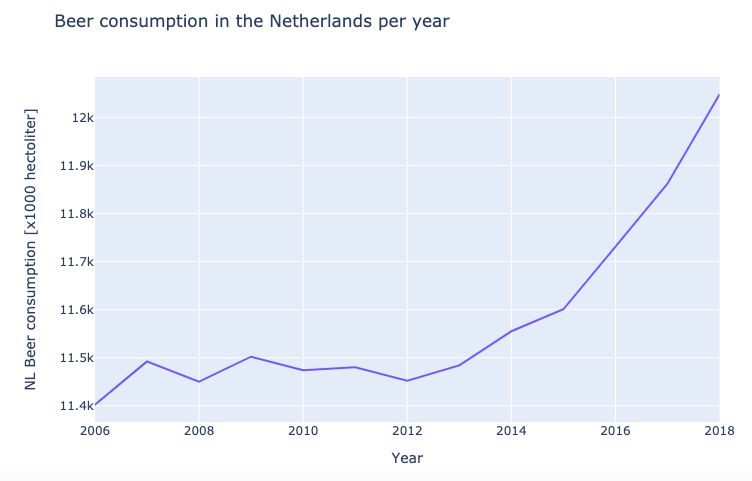 Beer consumption in the Netherlands per year
NL Beer consumption [x1000 hectoliter]
12k
11.9k
11.8k
11.7k
11.6k
11.5k
11.4k
2006 2008 2010 2012 2014 2016 2018
Year